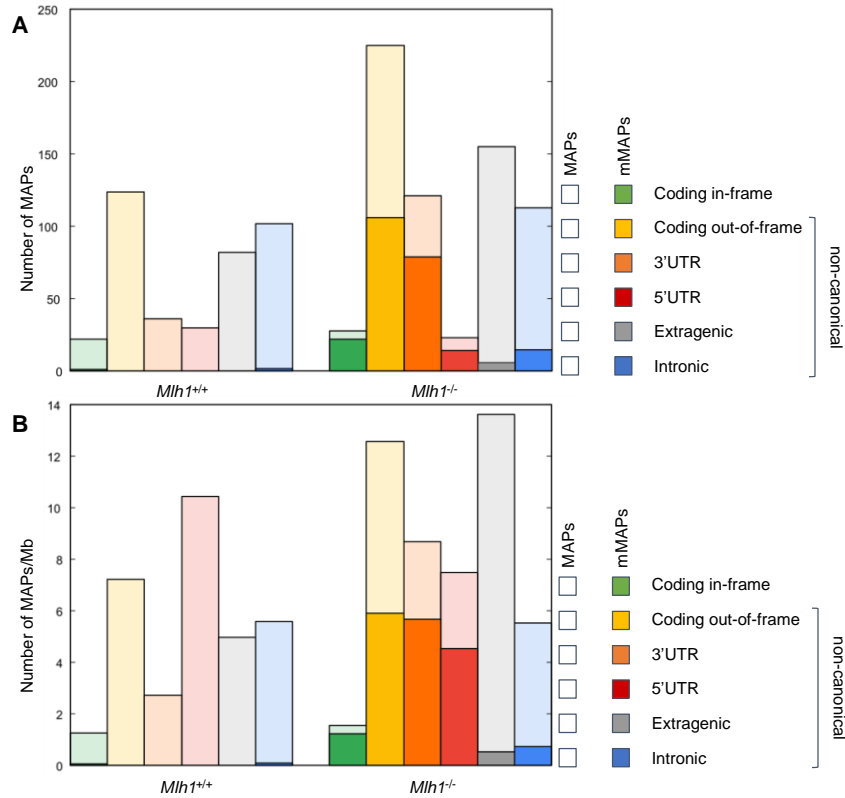 A
250
200
150
100
50
0
Number of MAPs
Mlh1+/+
Mlh1-/-
MAPs
mMAPs
Coding in-frame
Coding out-of-frame
3'UTR
5'UTR
Extragenic
Intronic
non-canonical
B
14
12
10
8
6
4
2
0
Number of MAPs/Mb
Mlh1+/+
Mlh1-/-
MAPs
mMAPs
Coding in-frame
Coding out-of-frame
3'UTR
5'UTR
Extragenic
Intronic
non-canonical